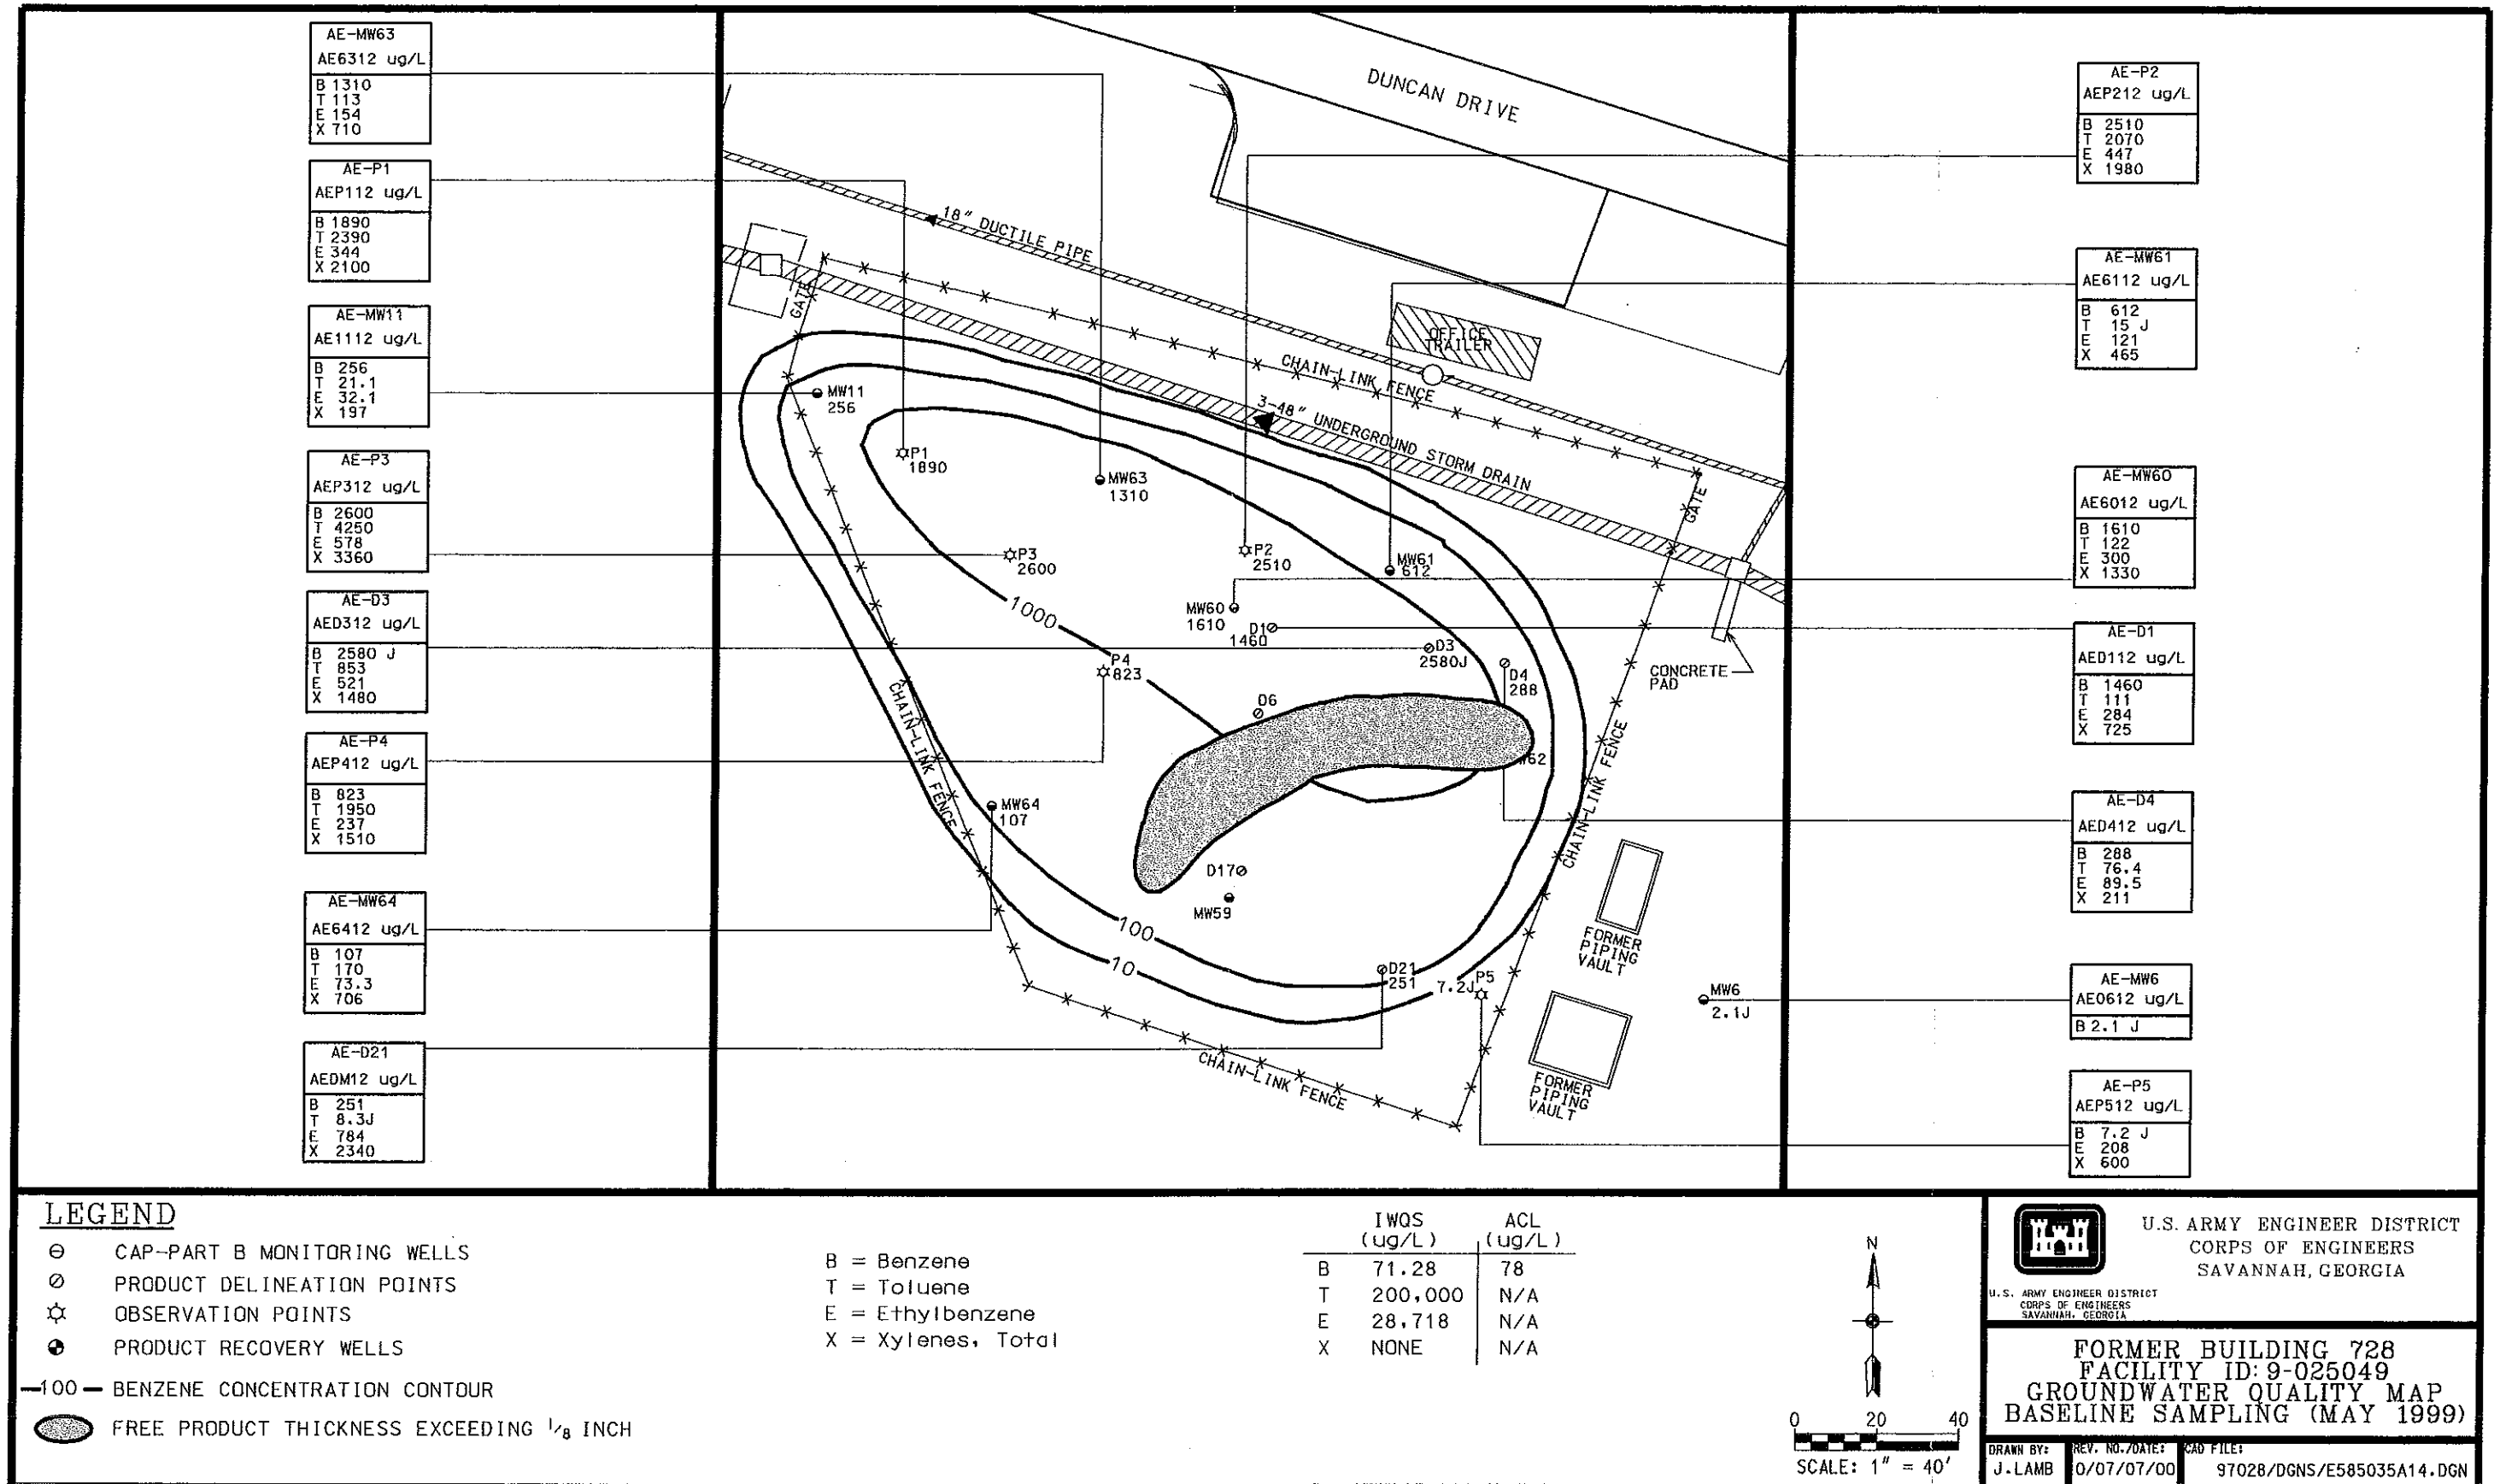 AE-MW63
AE6312 ug/L
B 1310
T 113
E 154
X 710
AE-P1
AEP112 ug/L
B 1890
T 2390
E 344
X 2100
AE-MW11
AE1112 ug/L
B 256
T 21.1
E 32.1
X 197
AE-P3
AEP312 ug/L
B 2600
T 4250
E 578
X 3360
AE-D3
AED312 ug/L
B 2580 J
T 853
E 521
X 1480
AE-P4
AEP412 ug/L
B 823
T 1950
E 237
X 1510
AE-MW64
AE6412 ug/L
B 107
T 170
E 73.3
X 706
AE-D21
AEDM12 ug/L
B 251
T 8.3J
E 784
X 2340
DUNCAN DRIVE
18" DUCTILE PIPE
GATE
OFFICE
TRAILER
CHAIN-LINK FENCE
3-48" UNDERGROUND STORM DRAIN
GATE
MW11
256
P1
1890
MW63
1310
P3
2600
P2
2510
MW61
612
1000
MW60
1610
D1
1460
D3
2580J
P4
823
D4
288
CONCRETE
PAD
D6
CHAIN-LINK FENCE
CHAIN-LINK FENCE
MW64
107
D17
MW59
100
10
D21
251
7.2J
P5
FORMER
PIPING
VAULT
MW6
2.1J
CHAIN-LINK FENCE
FORMER
PIPING
VAULT
AE-P2
AEP212 ug/L
B 2510
T 2070
E 447
X 1980
AE-MW61
AE6112 ug/L
B 612
T 15 J
E 121
X 465
AE-MW60
AE6012 ug/L
B 1610
T 122
E 300
X 1330
AE-D1
AED112 ug/L
B 1460
T 111
E 284
X 725
AE-D4
AED412 ug/L
B 288
T 76.4
E 89.5
X 211
AE-MW6
AE0612 ug/L
B 2.1 J
AE-P5
AEP512 ug/L
B 7.2 J
E 208
X 600
LEGEND
CAP-PART B MONITORING WELLS
PRODUCT DELINEATION POINTS
OBSERVATION POINTS
PRODUCT RECOVERY WELLS
100 BENZENE CONCENTRATION CONTOUR
FREE PRODUCT THICKNESS EXCEEDING 1/8 INCH
B = Benzene
T = Toluene
E = Ethylbenzene
X = Xylenes, Total
IWQS ACL
(ug/L) (ug/L)
B 71.28 78
T 200,000 N/A
E 28,718 N/A
X NONE N/A
N
0 20 40
SCALE: 1" = 40'
U.S. ARMY ENGINEER DISTRICT
CORPS OF ENGINEERS
SAVANNAH, GEORGIA
U.S. ARMY ENGINEER DISTRICT
CORPS OF ENGINEERS
SAVANNAH, GEORGIA
FORMER BUILDING 728
FACILITY ID: 9-025049
GROUNDWATER QUALITY MAP
BASELINE SAMPLING (MAY 1999)
DRAWN BY: REV. NO./DATE: CAD FILE:
J. LAMB 0/07/07/00 97028/DGNS/E585035A14.DGN